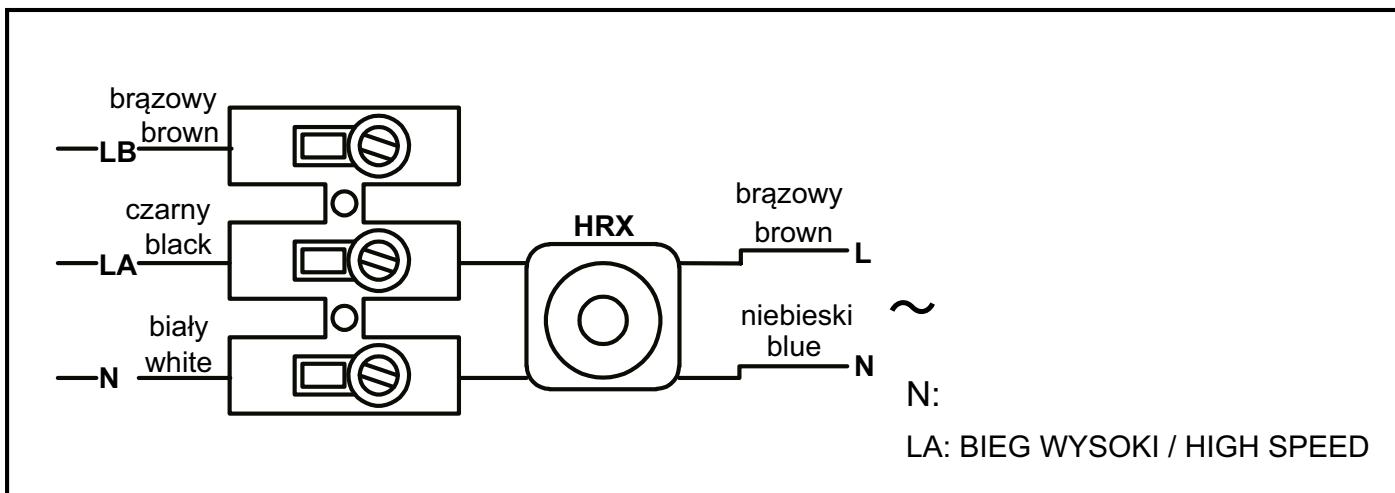 brązowy
brown
LB
czarny
black
LA
biały
white
N
HRX
brązowy
brown
L
niebieski
blue
N
N:
LA: BIEG WYSOKI / HIGH SPEED